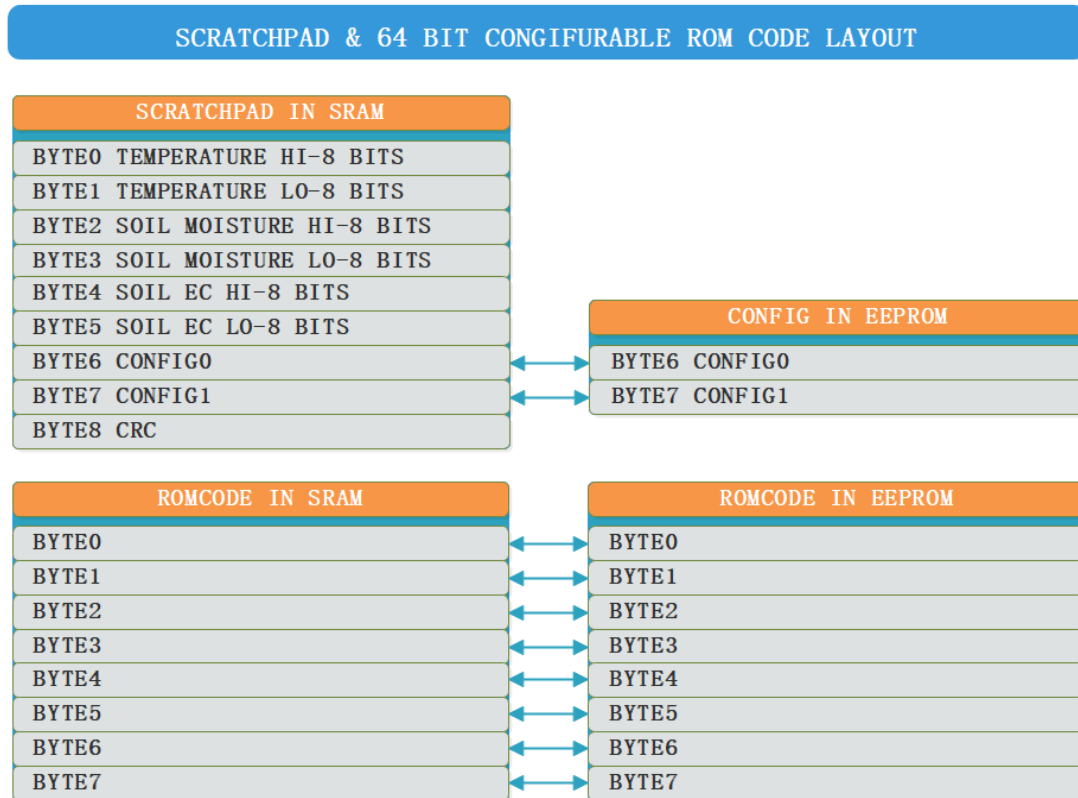 SCRATCHPAD & 64 BIT CONGIFURABLE ROM CODE LAYOUT
SCRATCHPAD IN SRAM
BYTE0 TEMPERATURE HI-8 BITS
BYTE1 TEMPERATURE LO-8 BITS
BYTE2 SOIL MOISTURE HI-8 BITS
BYTE3 SOIL MOISTURE LO-8 BITS
BYTE4 SOIL EC HI-8 BITS
BYTE5 SOIL EC LO-8 BITS
BYTE6 CONFIG0
BYTE7 CONFIG1
BYTE8 CRC
CONFIG IN EEPROM
BYTE6 CONFIG0
BYTE7 CONFIG1
ROMCODE IN SRAM
BYTE0
BYTE1
BYTE2
BYTE3
BYTE4
BYTE5
BYTE6
BYTE7
ROMCODE IN EEPROM
BYTE0
BYTE1
BYTE2
BYTE3
BYTE4
BYTE5
BYTE6
BYTE7